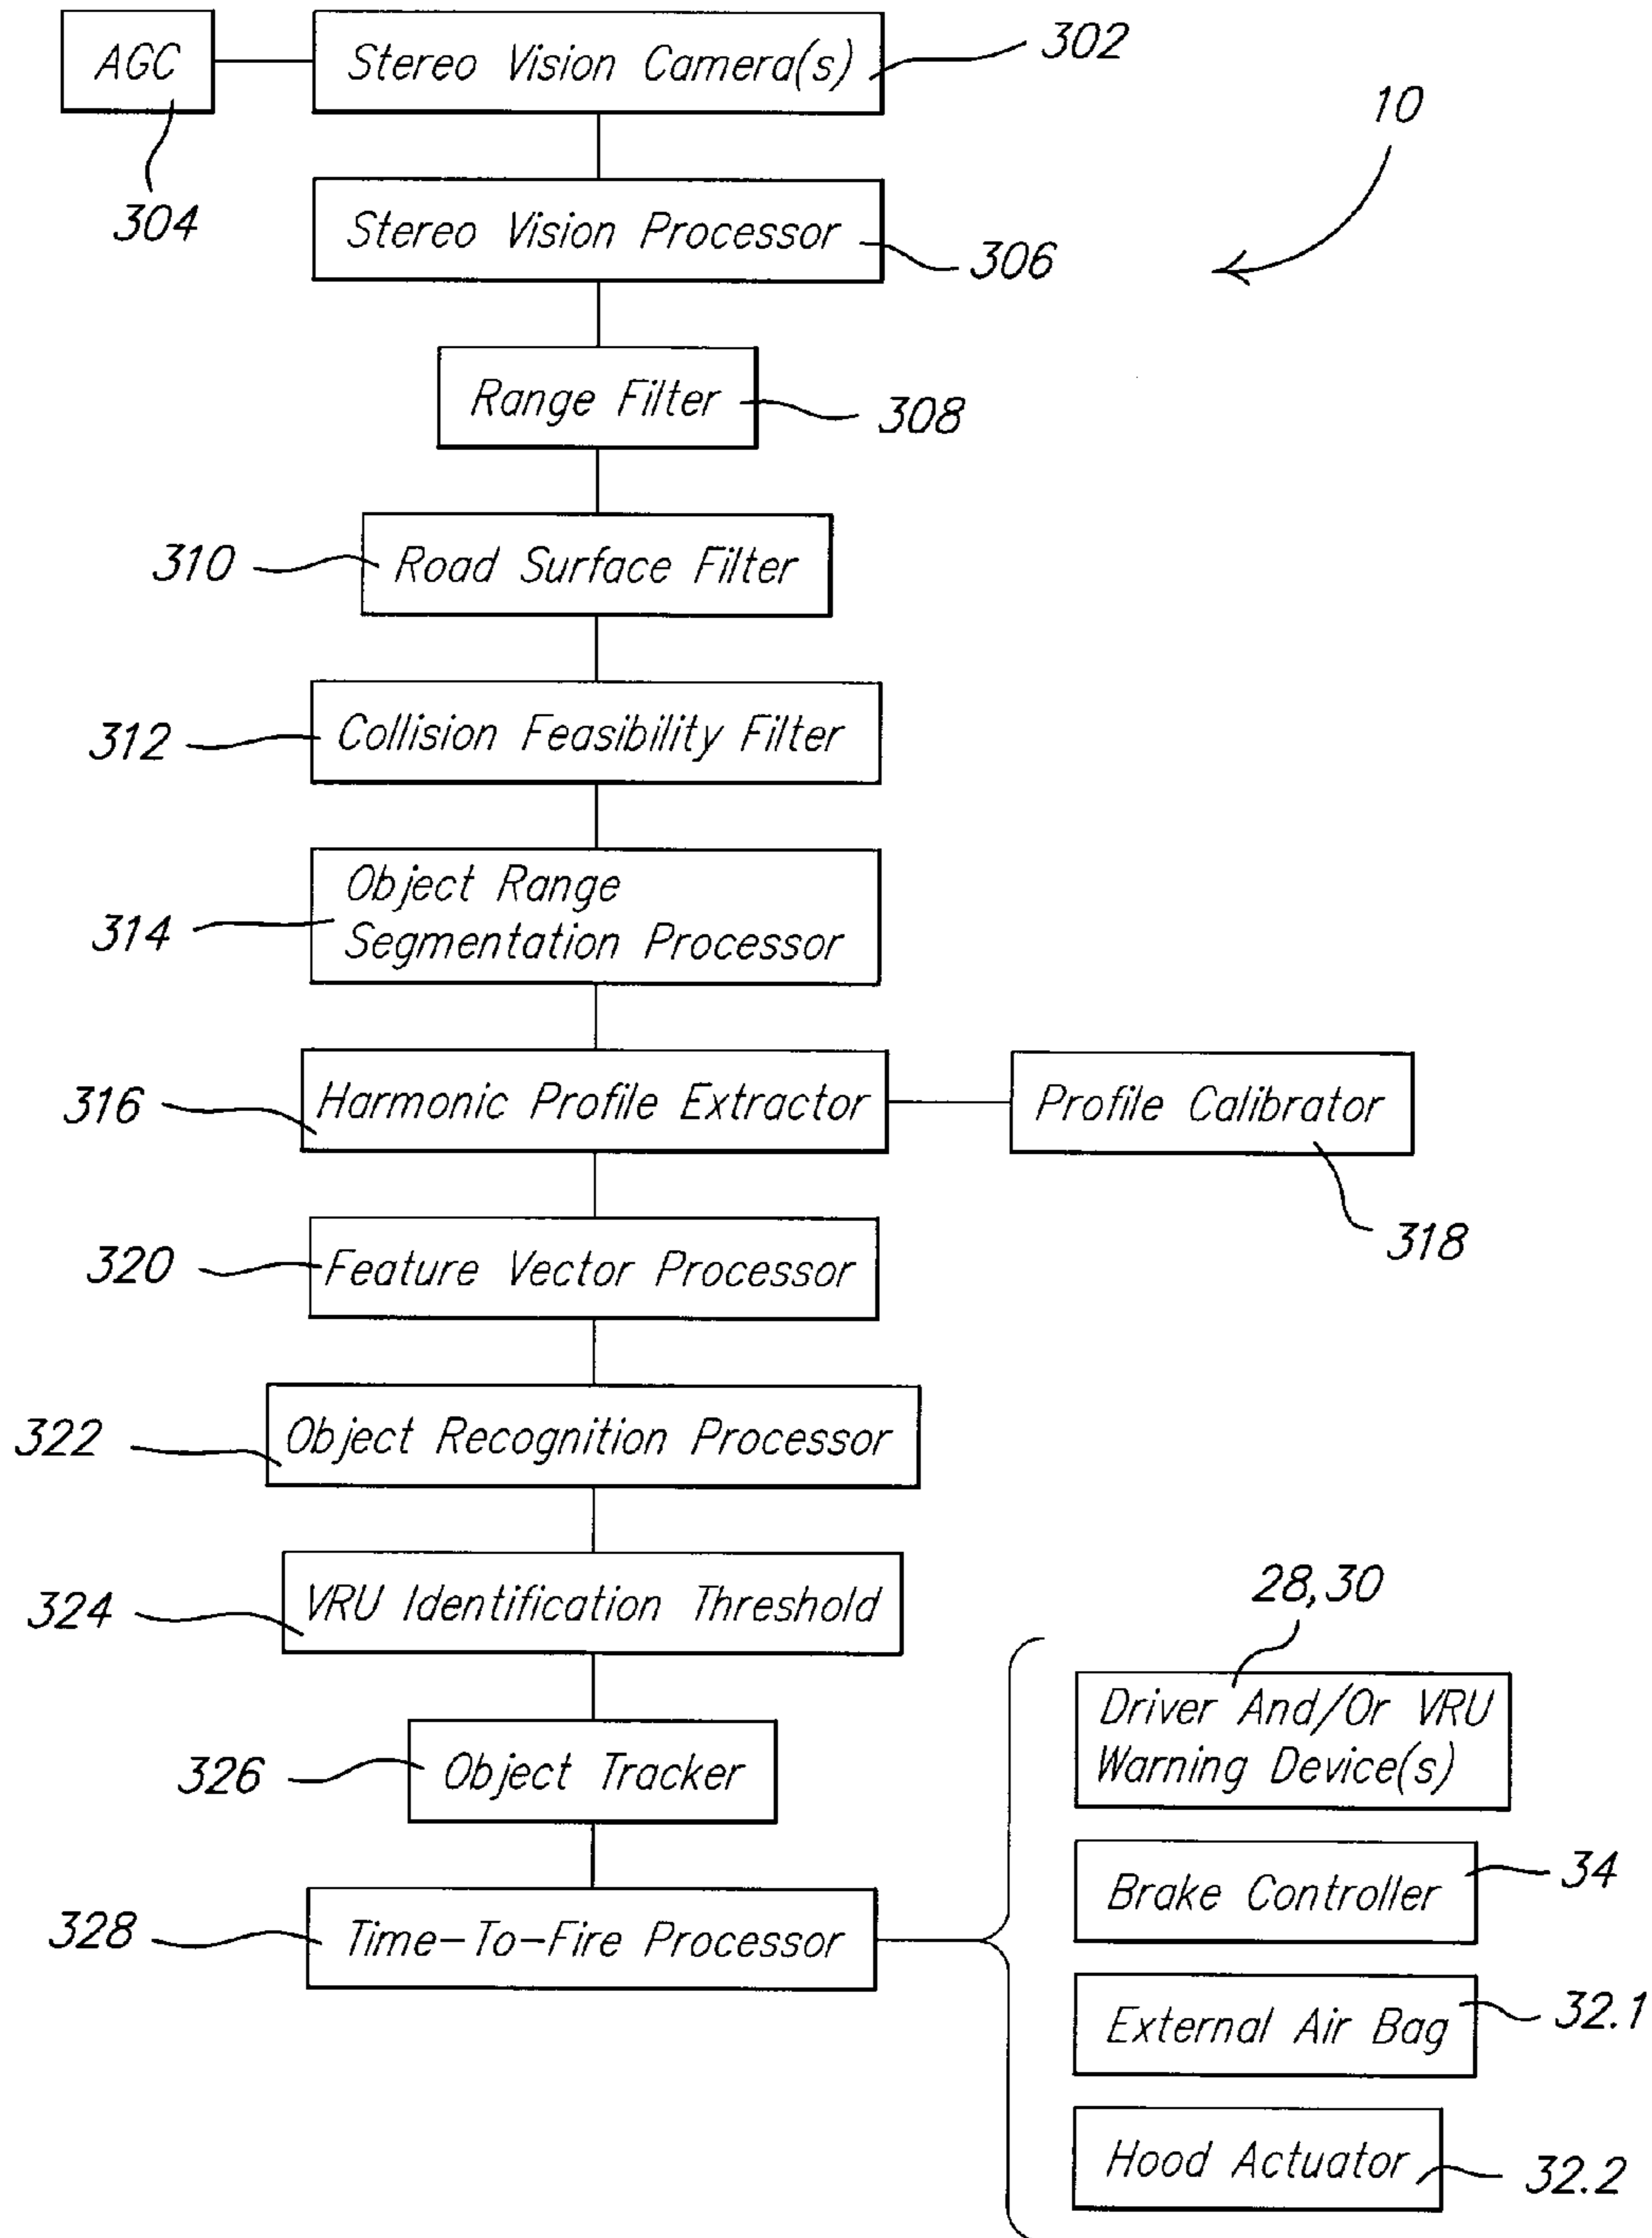 AGC
Stereo Vision Camera(s)
302
10
304
Stereo Vision Processor
306
Range Filter
308
310
Road Surface Filter
312
Collision Feasibility Filter
314
Object Range
Segmentation Processor
316
Harmonic Profile Extractor
Profile Calibrator
318
320
Feature Vector Processor
322
Object Recognition Processor
324
VRU Identification Threshold
28,30
Driver And/Or VRU
Warning Device(s)
326
Object Tracker
Brake Controller
34
328
Time-To-Fire Processor
External Air Bag
32.1
Hood Actuator
32.2